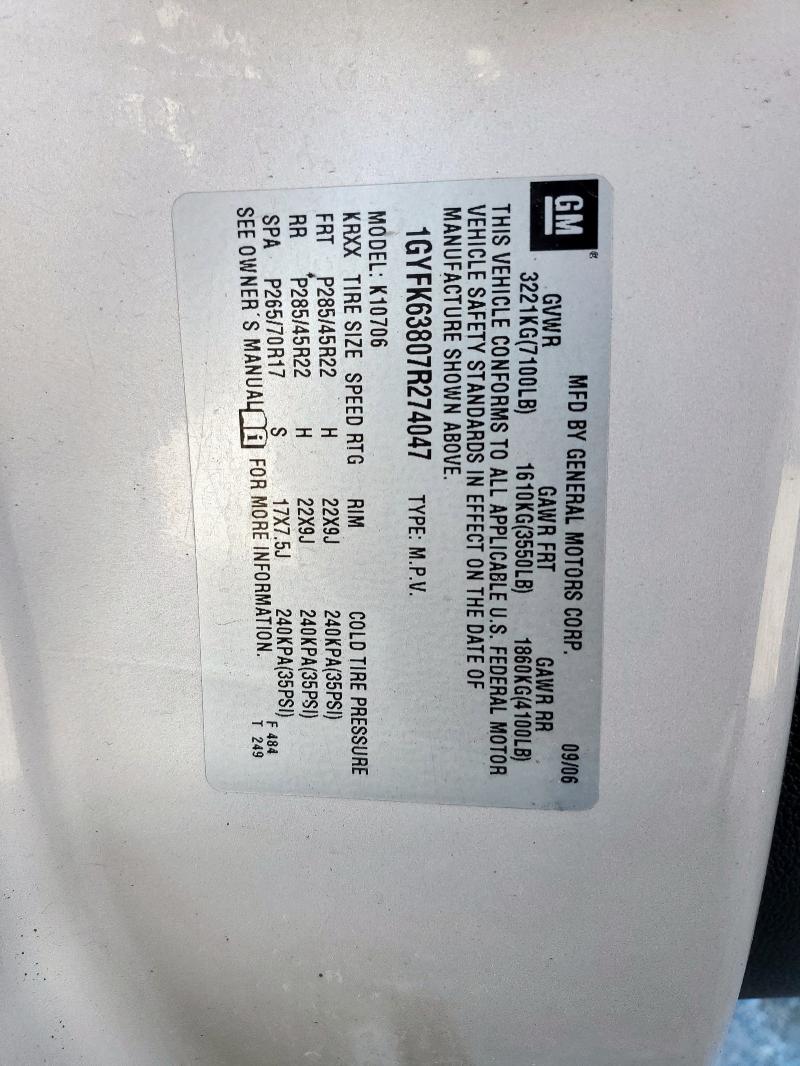 GM®
MFD BY GENERAL MOTORS CORP. 09/06
GVWR GAWR FRT GAWR RR
3221KG(7100LB) 1610KG(3550LB) 1860KG(4100LB)
THIS VEHICLE CONFORMS TO ALL APPLICABLE U.S. FEDERAL MOTOR
VEHICLE SAFETY STANDARDS IN EFFECT ON THE DATE OF
MANUFACTURE SHOWN ABOVE.
1GYFK63807R274047 TYPE: M.P.V.
MODEL: K10706
KRXX TIRE SIZE SPEED RTG RIM COLD TIRE PRESSURE
FRT P285/45R22 H 22X9J 240KPA(35PSI)
RR P285/45R22 H 22X9J 240KPA(35PSI)
SPA P265/70R17 S 17X7.5J 240KPA(35PSI)
SEE OWNER'S MANUAL i FOR MORE INFORMATION.
F 484
T 249